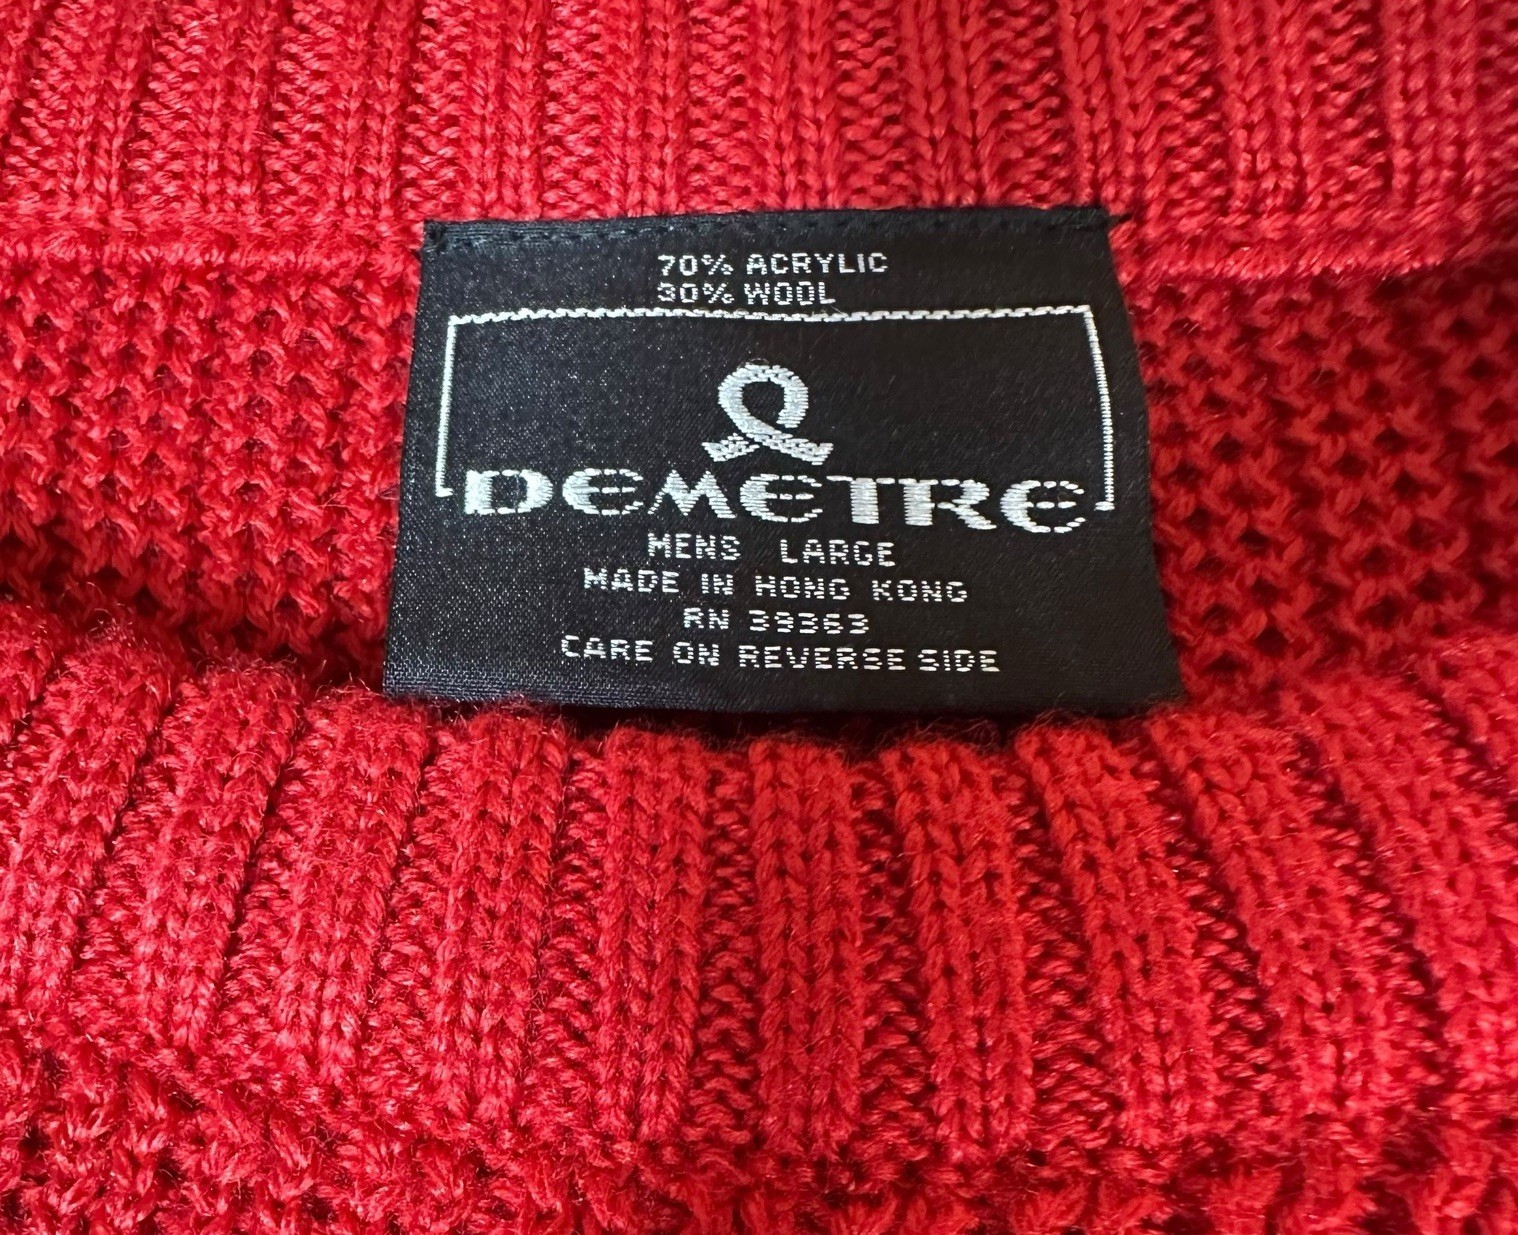 70% ACRYLIC
30% WOOL
DEMETRE
MENS LARGE
MADE IN HONG KONG
RN 39363
CARE ON REVERSE SIDE